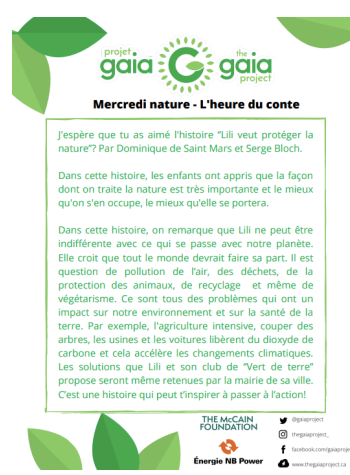 projet
gaia
the
gaia
project
Mercredi nature - L'heure du conte
J'espère que tu as aimé l'histoire "Lili veut protéger la
nature"? Par Dominique de Saint Mars et Serge Bloch.
Dans cette histoire, les enfants ont appris que la façon
dont on traite la nature est très importante et le mieux
qu'on s'en occupe, le mieux qu'elle se portera.
Dans cette histoire, on remarque que Lili ne peut être
indifférente avec ce qui se passe avec notre planète.
Elle croit que tout le monde devrait faire sa part. Il est
question de pollution de l'air, des déchets, de la
protection des animaux, de recyclage et même de
végétarisme. Ce sont tous des problèmes qui ont un
impact sur notre environnement et sur la santé de la
terre. Par exemple, l'agriculture intensive, couper des
arbres, les usines et les voitures libèrent du dioxyde de
carbone et cela accélère les changements climatiques.
Les solutions que Lili et son club de "Vert de terre"
propose seront même retenues par la mairie de sa ville.
C'est une histoire qui peut t'inspirer à passer à l'action!
THE McCAIN
FOUNDATION
Énergie NB Power
@gaiaproject
thegaiaproject_
facebook.com/gaiaproje
www.thegaiaproject.ca